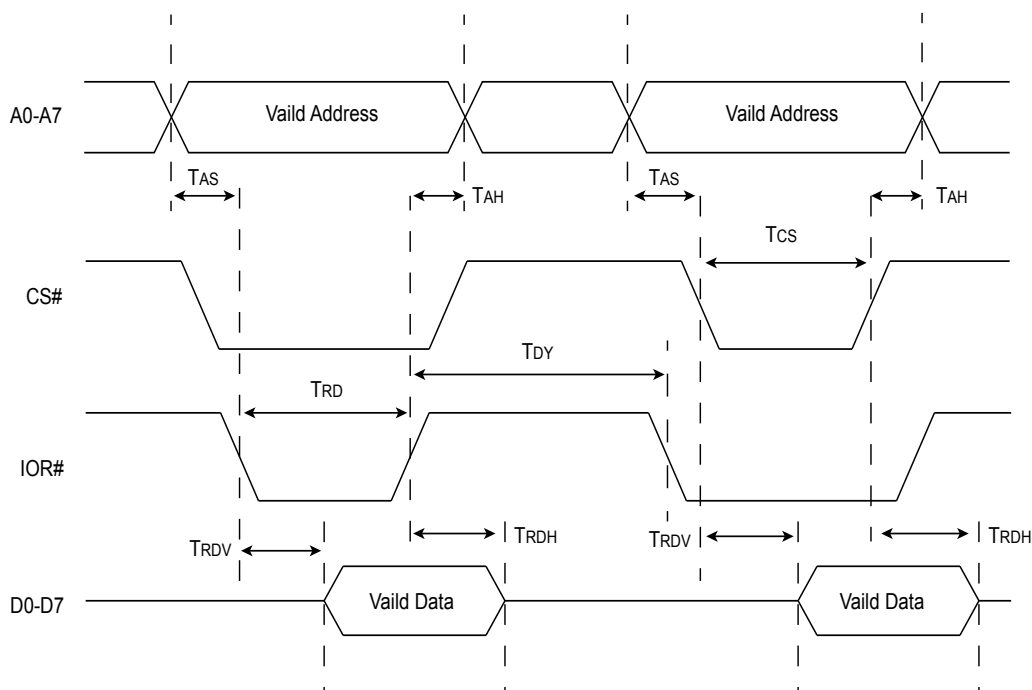 A0-A7
Vaild Address
Vaild Address
TAS
TAH
TAS
TAH
TCS
CS#
TDY
TRD
IOR#
TRDV
TRDH
TRDV
TRDH
D0-D7
Vaild Data
Vaild Data